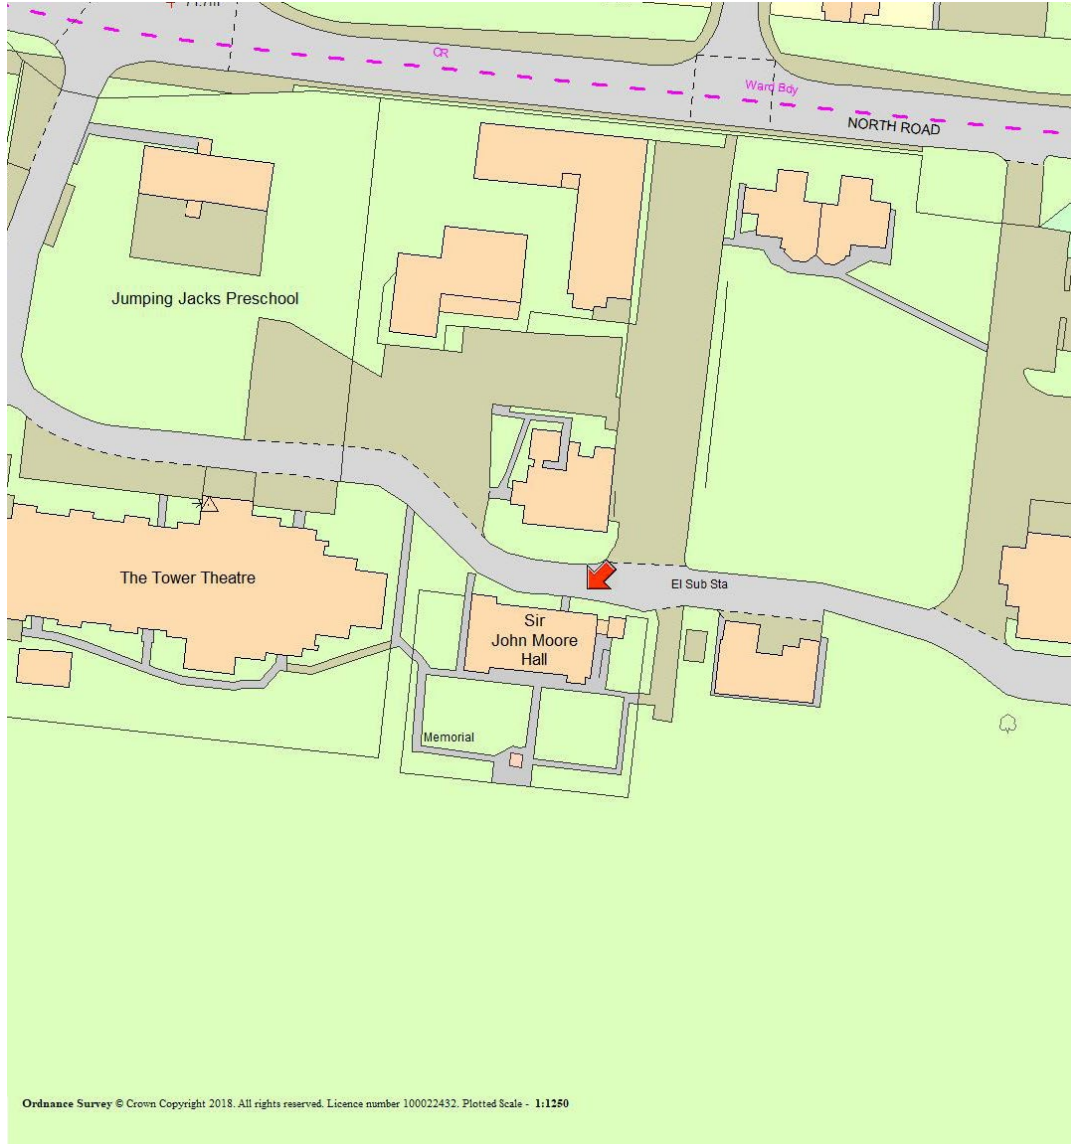 CR
Ward Bdy
NORTH ROAD
Jumping Jacks Preschool
The Tower Theatre
El Sub Sta
Sir
John Moore
Hall
Memorial
Ordnance Survey © Crown Copyright 2018. All rights reserved. Licence number 100022432. Plotted Scale - 1:1250